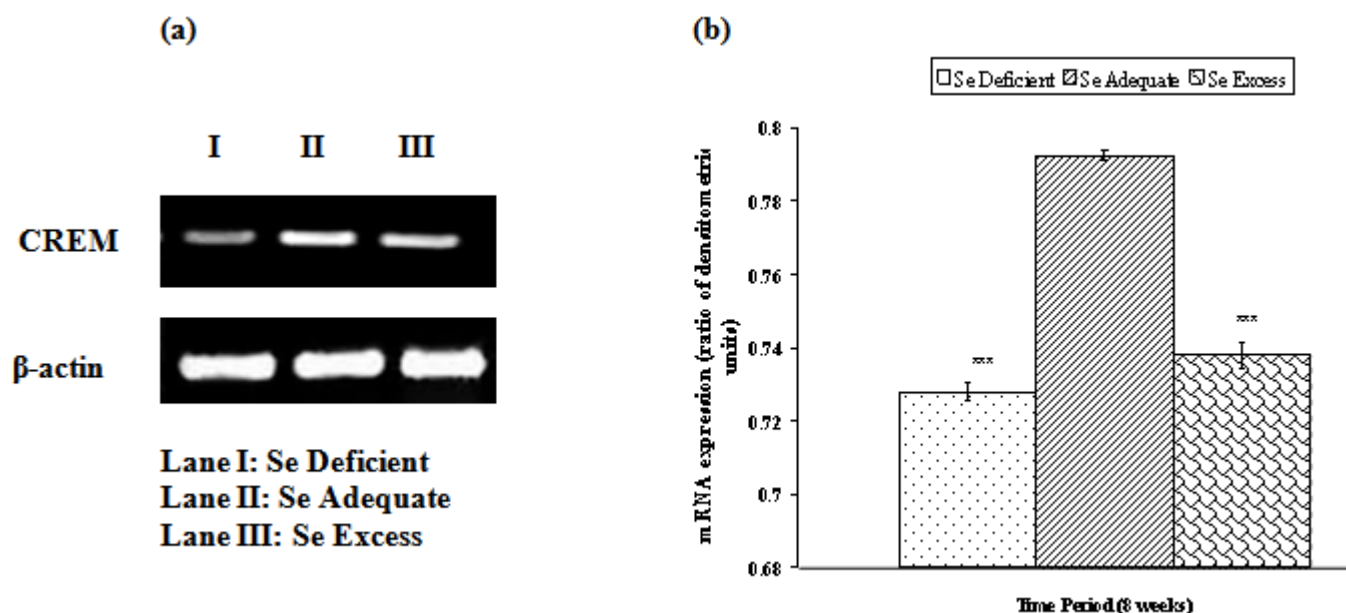 (a)
I II III
CREM
β-actin
Lane I: Se Deficient
Lane II: Se Adequate
Lane III: Se Excess
(b)
Se Deficient Se Adequate Se Excess
mRNA expression (ratio of densitometric
units)
0.8
0.78
0.76
0.74
0.72
0.7
0.68
***
***
Time Period (8 weeks)